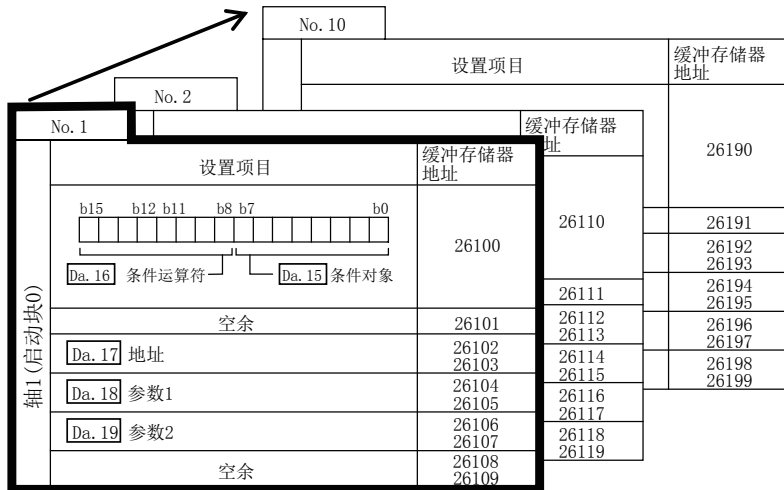 No. 10
设置项目
缓冲存储器
地址
26190
26191
26192
26193
26194
26195
26196
26197
26198
26199
No. 2
缓冲存储器
址
26110
26111
26112
26113
26114
26115
26116
26117
26118
26119
No. 1
设置项目
缓冲存储器
地址
轴1(启动块0)
b15 b12 b11 b8 b7 b0
Da. 16 条件运算符 Da. 15 条件对象
26100
空余 26101
Da. 17 地址
26102
26103
Da. 18 参数1
26104
26105
Da. 19 参数2
26106
26107
空余
26108
26109